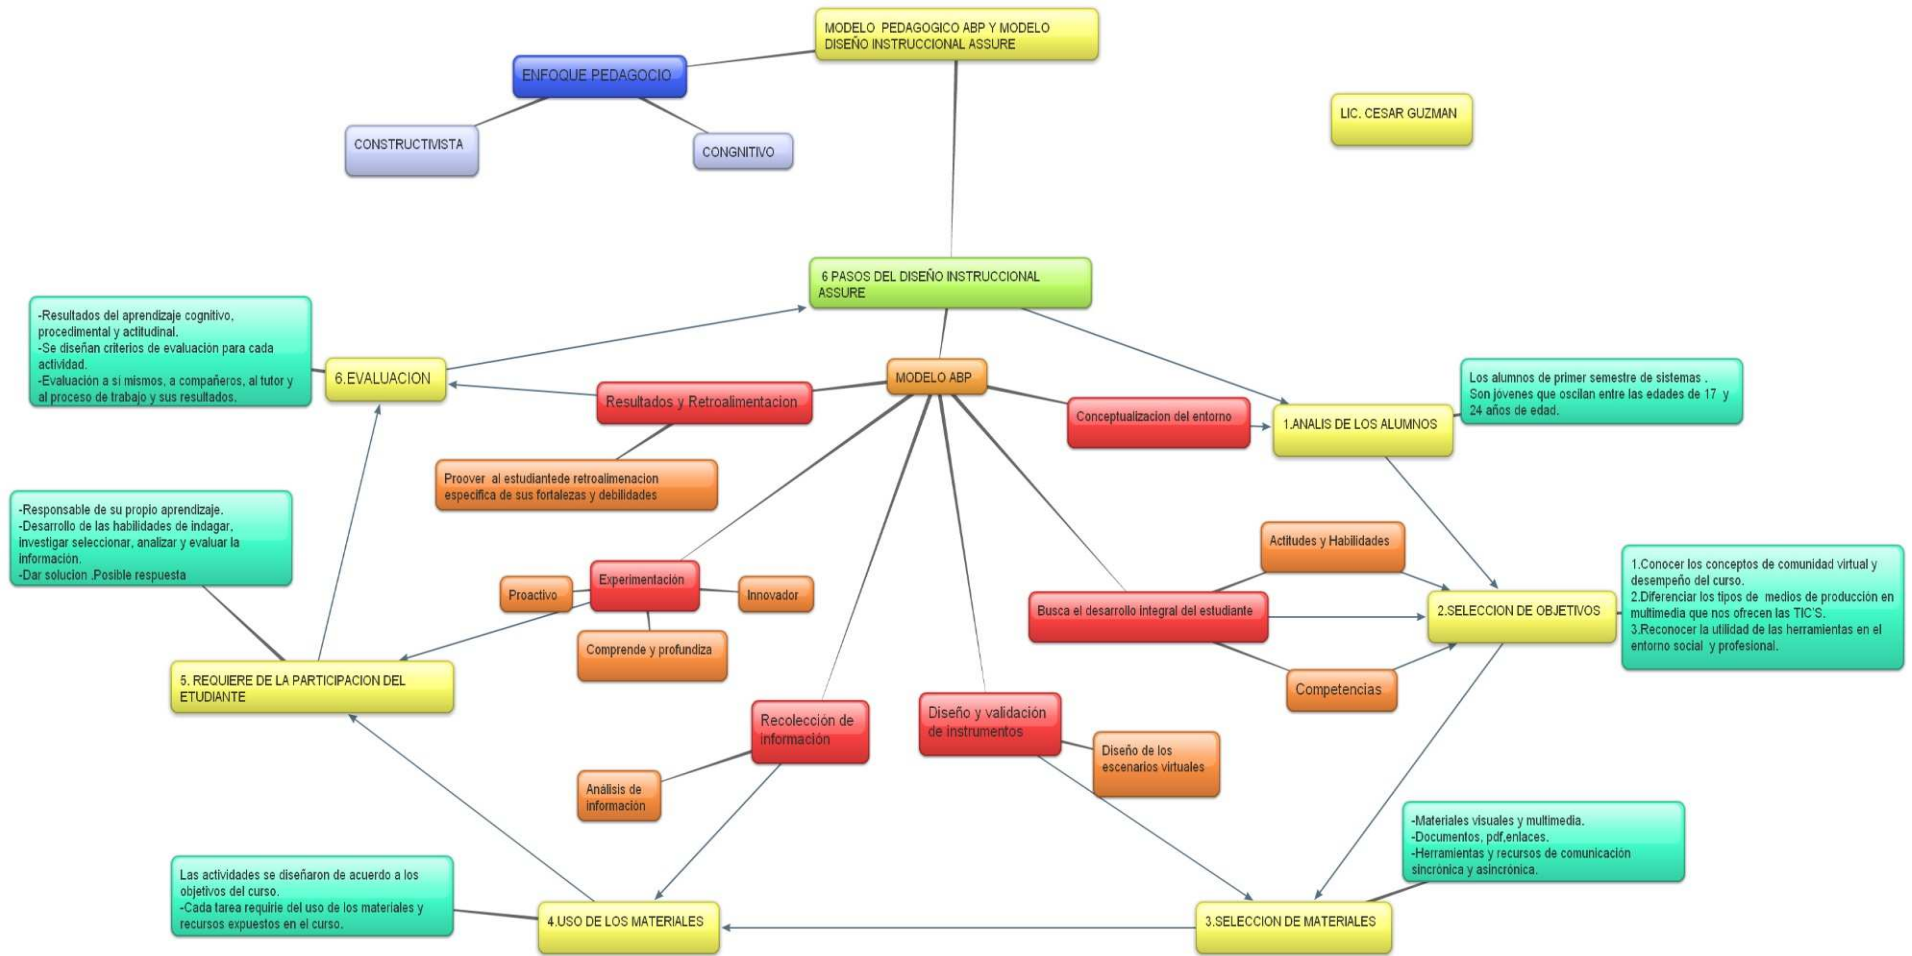 MODELO  PEDAGOGICO ABP Y MODELO
DISEÑO INSTRUCCIONAL ASSURE
ENFOQUE PEDAGOCIO
LIC. CESAR GUZMAN
CONSTRUCTIVISTA
CONGNITIVO
6 PASOS DEL DISEÑO INSTRUCCIONAL
ASSURE
-Resultados del aprendizaje cognitivo,
procedimental y actitudinal.
-Se diseñan criterios de evaluación para cada
actividad.
-Evaluación a sí mismos, a compañeros, al tutor y
al proceso de trabajo y sus resultados.
6.EVALUACION
MODELO ABP
Resultados y Retroalimentacion
Conceptualizacion del entorno
1.ANALIS DE LOS ALUMNOS
Los alumnos de primer semestre de sistemas .
Son jóvenes que oscilan entre las edades de 17  y
24 años de edad.
Proover  al estudiantede retroalimenacion
especifica de sus fortalezas y debilidades
-Responsable de su propio aprendizaje.
-Desarrollo de las habilidades de indagar,
investigar seleccionar, analizar y evaluar la
información.
-Dar solucion .Posible respuesta
Actitudes y Habilidades
Experimentación
Proactivo
Innovador
Comprende y profundiza
Busca el desarrollo integral del estudiante
2.SELECCION DE OBJETIVOS
1.Conocer los conceptos de comunidad virtual y
desempeño del curso.
2.Diferenciar los tipos de  medios de producción en
multimedia que nos ofrecen las TIC'S.
3.Reconocer la utilidad de las herramientas en el
entorno social  y profesional.
Competencias
5. REQUIERE DE LA PARTICIPACION DEL
ETUDIANTE
Recolección de
información
Diseño y validación
de instrumentos
Diseño de los
escenarios virtuales
Análisis de
información
-Materiales visuales y multimedia.
-Documentos, pdf,enlaces.
-Herramientas y recursos de comunicación
sincrónica y asincrónica.
Las actividades se diseñaron de acuerdo a los
objetivos del curso.
-Cada tarea requirie del uso de los materiales y
recursos expuestos en el curso.
4.USO DE LOS MATERIALES
3.SELECCION DE MATERIALES